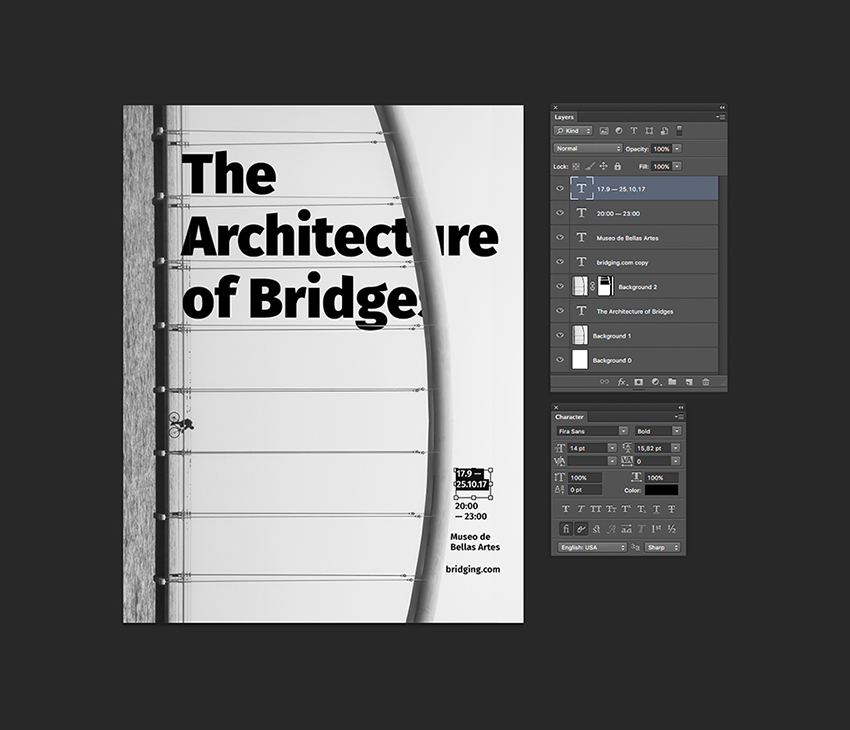 The
Architecture
of Bridges
17.9 —
25.10.17
20:00
— 23:00
Museo de
Bellas Artes
bridging.com
Layers
Kind
Normal
Opacity: 100%
Lock:
Fill: 100%
17.9 — 25.10.17
20:00 — 23:00
Museo de Bellas Artes
bridging.com copy
Background 2
The Architecture of Bridges
Background 1
Background 0
fx
Character
Fira Sans
Bold
14 pt
15,82 pt
0
100%
100%
0 pt
Color:
T T TT Tt T¹ T₁ T T
fi st A aa T 1st ½
English: USA
aa
Sharp